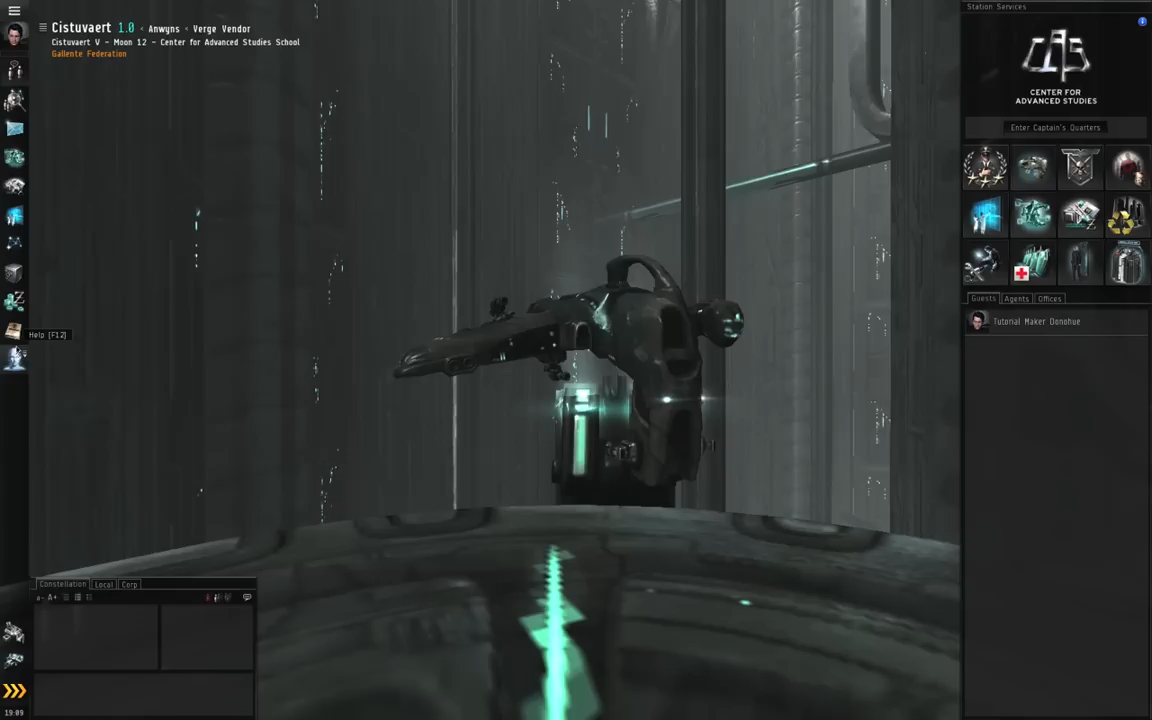 Cistuvaert 1.0 < Anwyns < Verge Vendor
Cistuvaert V - Moon 12 - Center for Advanced Studies School
Gallente Federation
Help [F12]
Constellation Local Corp
a- A+
19:09
Station Services
CAS
CENTER FOR
ADVANCED STUDIES
Enter Captain's Quarters
Guests Agents Offices
Tutorial Maker Donohue